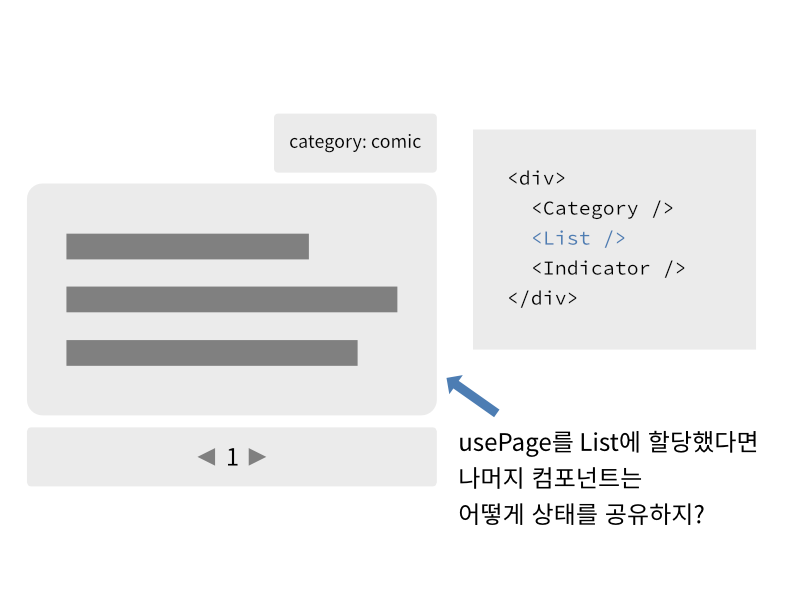 category: comic
1
<div>
<Category />
<List />
<Indicator />
</div>
usePage를 List에 할당했다면
나머지 컴포넌트는
어떻게 상태를 공유하지?